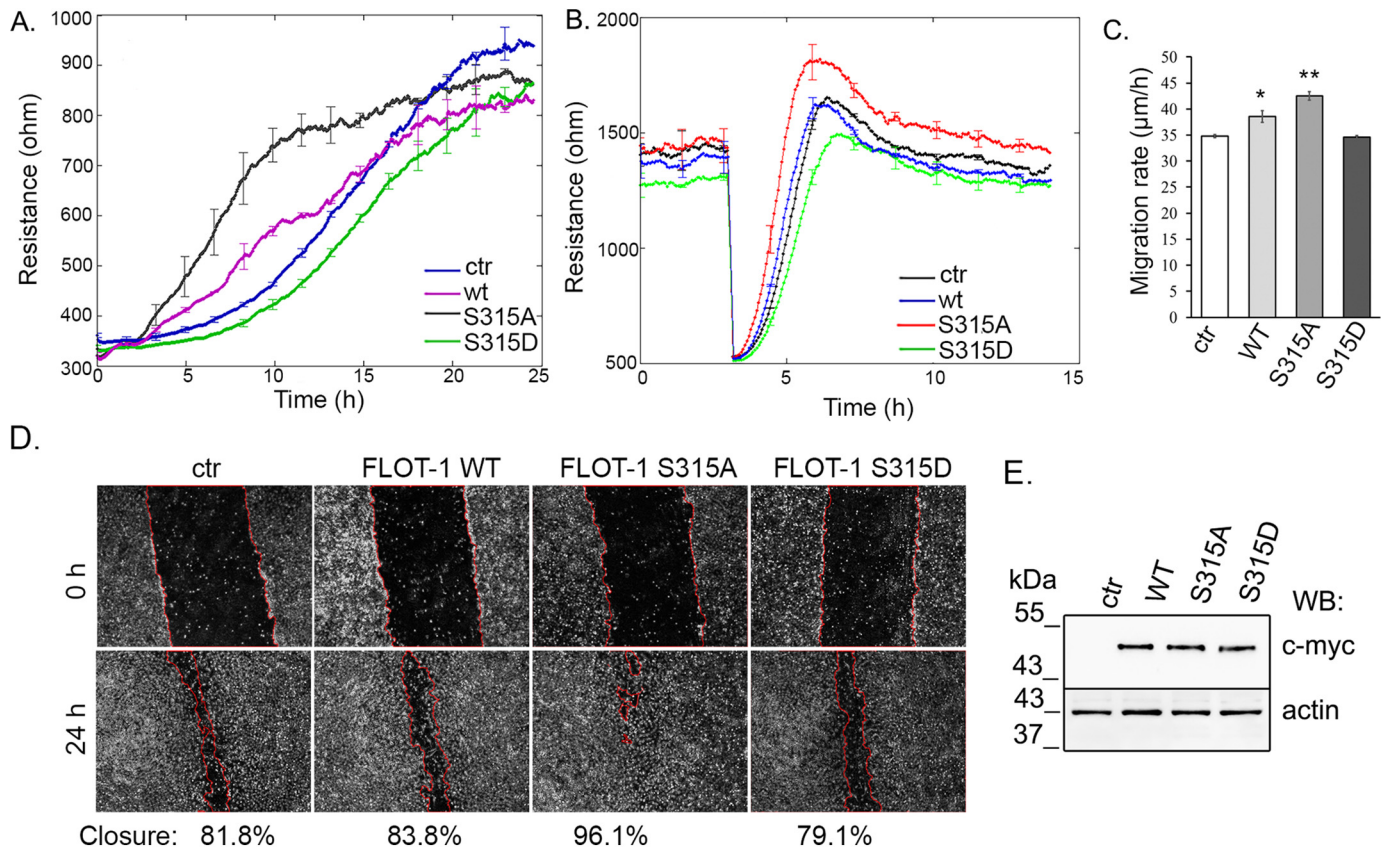 A.
1000
900
800
700
600
500
400
300
0
5
10
15
20
25
Resistance (ohm)
Time (h)
ctr
wt
S315A
S315D
B.
2000
1500
1000
500
0
5
10
15
Resistance (ohm)
Time (h)
ctr
wt
S315A
S315D
C.
50
45
40
35
30
25
20
15
10
5
0
Migration rate (µm/h)
*
**
ctr
WT
S315A
S315D
D.
ctr
FLOT-1 WT
FLOT-1 S315A
FLOT-1 S315D
0 h
24 h
Closure: 81.8% 83.8% 96.1% 79.1%
E.
kDa
ctr
WT
S315A
S315D
WB:
55_
c-myc
43_
43_
actin
37_